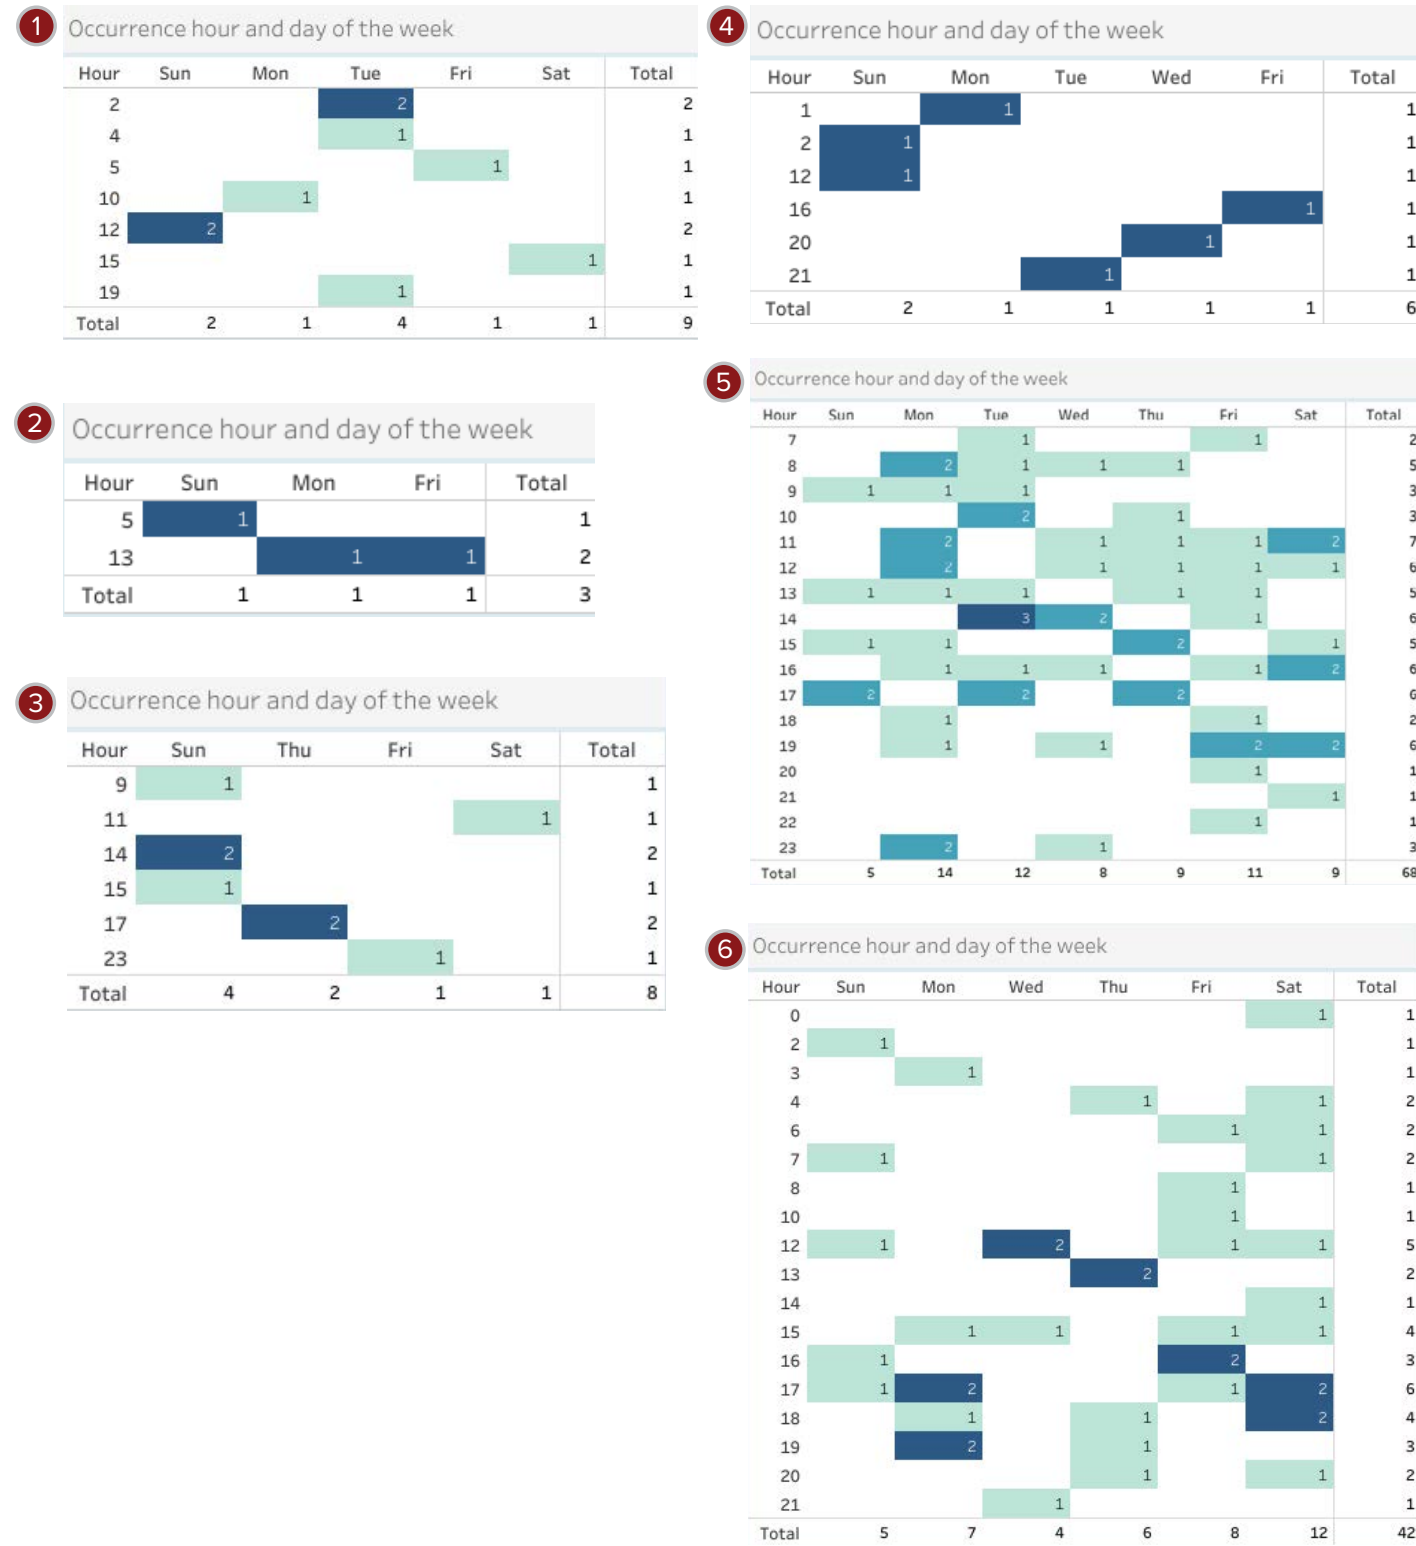 1 Occurrence hour and day of the week
Hour Sun Mon Tue Fri Sat Total
2 2 2
4 1 1
5 1 1
10 1 1
12 2 2
15 1 1
19 1 1
Total 2 1 4 1 1 9
2 Occurrence hour and day of the week
Hour Sun Mon Fri Total
5 1 1
13 1 1 2
Total 1 1 1 3
3 Occurrence hour and day of the week
Hour Sun Thu Fri Sat Total
9 1 1
11 1 1
14 2 2
15 1 1
17 2 2
23 1 1
Total 4 2 1 1 8
4 Occurrence hour and day of the week
Hour Sun Mon Tue Wed Fri Total
1 1 1
2 1 1
12 1 1
16 1 1
20 1 1
21 1 1
Total 2 1 1 1 1 6
5 Occurrence hour and day of the week
Hour Sun Mon Tue Wed Thu Fri Sat Total
7 1 1 2
8 2 1 1 1 5
9 1 1 1 3
10 2 1 3
11 2 1 1 1 2 7
12 2 1 1 1 1 6
13 1 1 1 1 1 5
14 3 2 1 6
15 1 1 2 1 5
16 1 1 1 1 2 6
17 2 2 2 6
18 1 1 2
19 1 1 2 2 6
20 1 1
21 1 1
22 1 1
23 2 1 3
Total 5 14 12 8 9 11 9 68
6 Occurrence hour and day of the week
Hour Sun Mon Wed Thu Fri Sat Total
0 1 1
2 1 1
3 1 1
4 1 1 2
6 1 1 2
7 1 1 2
8 1 1
10 1 1
12 1 2 1 1 5
13 2 2
14 1 1
15 1 1 1 1 4
16 1 2 3
17 1 2 1 2 6
18 1 1 2 4
19 2 1 3
20 1 1 2
21 1 1
Total 5 7 4 6 8 12 42